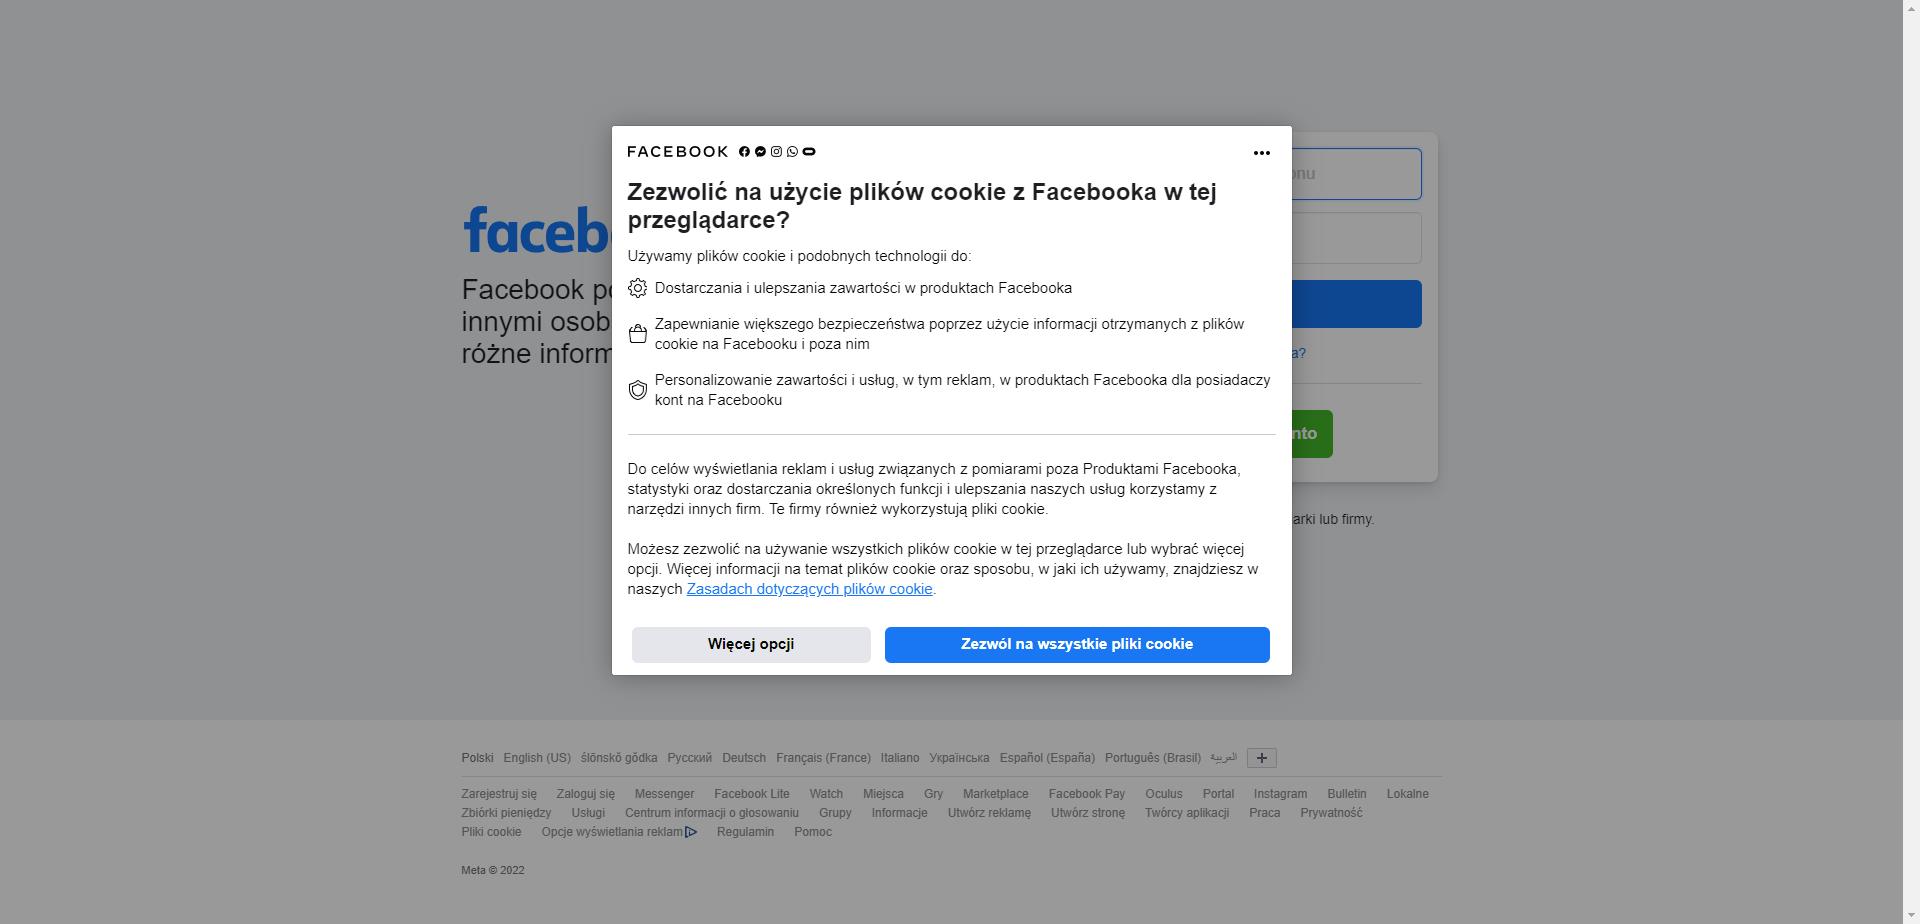 FACEBOOK
Zezwolić na użycie plików cookie z Facebooka w tej
przeglądarce?
Używamy plików cookie i podobnych technologii do:
Dostarczania i ulepszania zawartości w produktach Facebooka
Zapewnianie większego bezpieczeństwa poprzez użycie informacji otrzymanych z plików
cookie na Facebooku i poza nim
Personalizowanie zawartości i usług, w tym reklam, w produktach Facebooka dla posiadaczy
kont na Facebooku
Do celów wyświetlania reklam i usług związanych z pomiarami poza Produktami Facebooka,
statystyki oraz dostarczania określonych funkcji i ulepszania naszych usług korzystamy z
narzędzi innych firm. Te firmy również wykorzystują pliki cookie.
Możesz zezwolić na używanie wszystkich plików cookie w tej przeglądarce lub wybrać więcej
opcji. Więcej informacji na temat plików cookie oraz sposobu, w jaki ich używamy, znajdziesz w
naszych Zasadach dotyczących plików cookie.
Więcej opcji
Zezwól na wszystkie pliki cookie
faceb
Facebook p
innymi osob
różne inform
onu
a?
nto
arki lub firmy.
Polski English (US) ślōnskŏ gŏdka Русский Deutsch Français (France) Italiano Українська Español (España) Português (Brasil) العربية
Zarejestruj się Zaloguj się Messenger Facebook Lite Watch Miejsca Gry Marketplace Facebook Pay Oculus Portal Instagram Bulletin Lokalne
Zbiórki pieniędzy Usługi Centrum informacji o głosowaniu Grupy Informacje Utwórz reklamę Utwórz stronę Twórcy aplikacji Praca Prywatność
Pliki cookie Opcje wyświetlania reklam Regulamin Pomoc
Meta © 2022